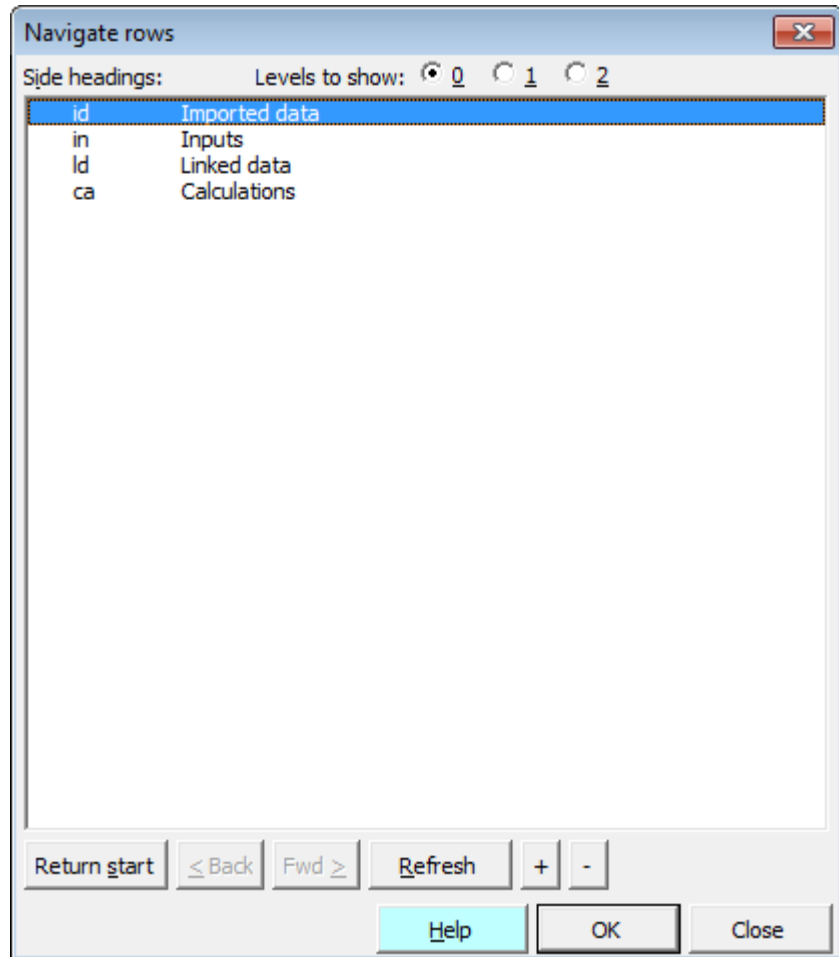 Navigate rows
Side headings: Levels to show: 0 1 2
id Imported data
in Inputs
ld Linked data
ca Calculations
Return start < Back Fwd > Refresh + -
Help OK Close